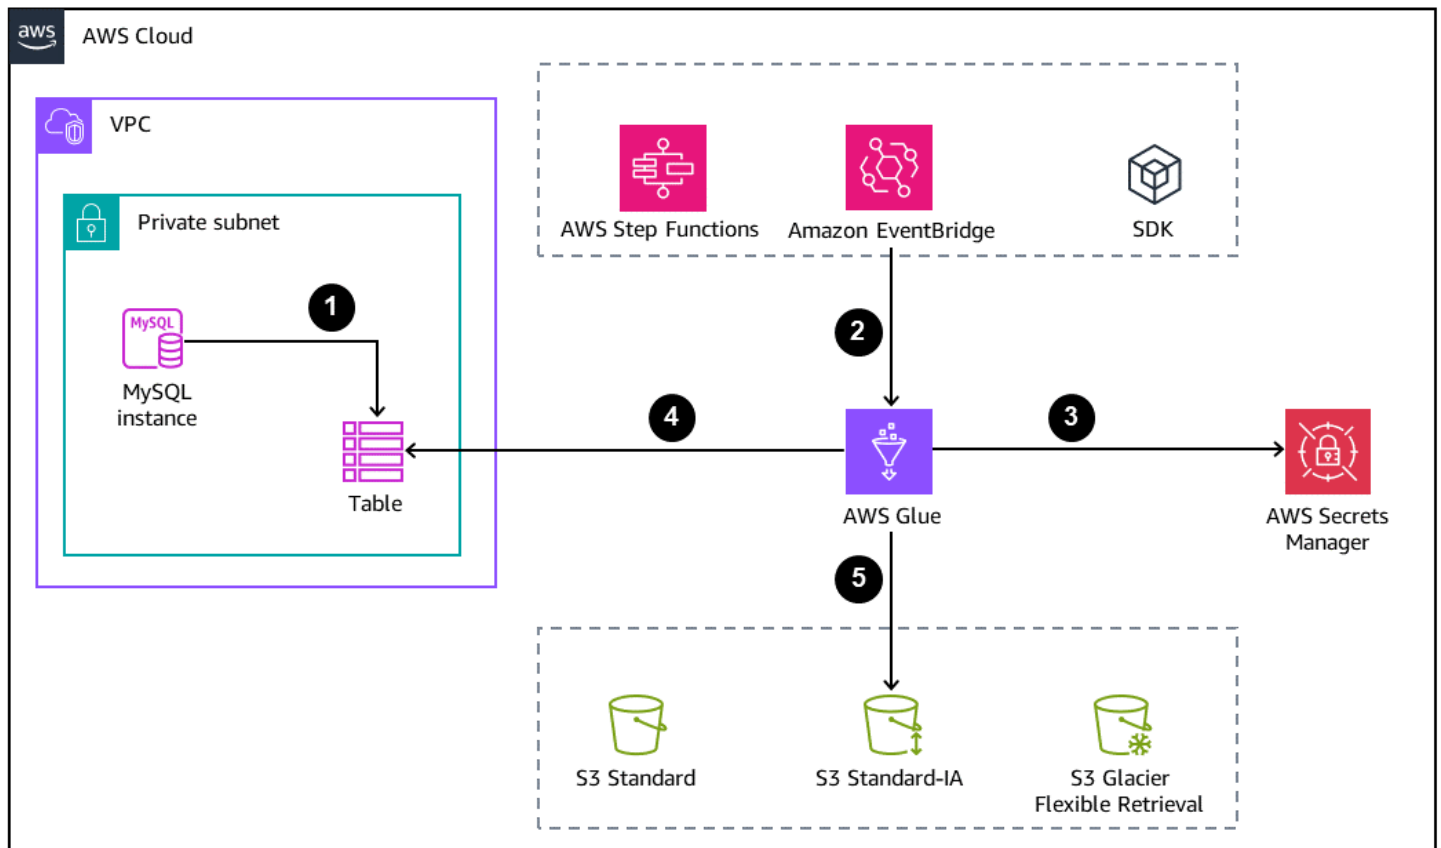 aws
AWS Cloud
VPC
Private subnet
MySQL
MySQL
instance
1
Table
AWS Step Functions
Amazon EventBridge
SDK
2
4
3
AWS Glue
AWS Secrets
Manager
5
S3 Standard
S3 Standard-IA
S3 Glacier
Flexible Retrieval